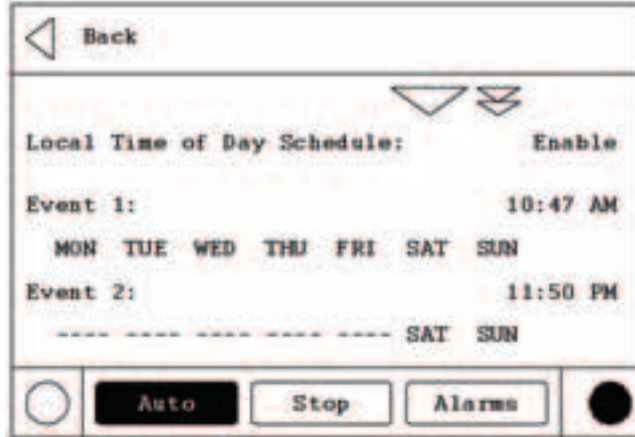 Back
Local Time of Day Schedule: Enable
Event 1: 10:47 AM
MON TUE WED THU FRI SAT SUN
Event 2: 11:50 PM
---- ---- ---- ---- ---- SAT SUN
Auto Stop Alarms